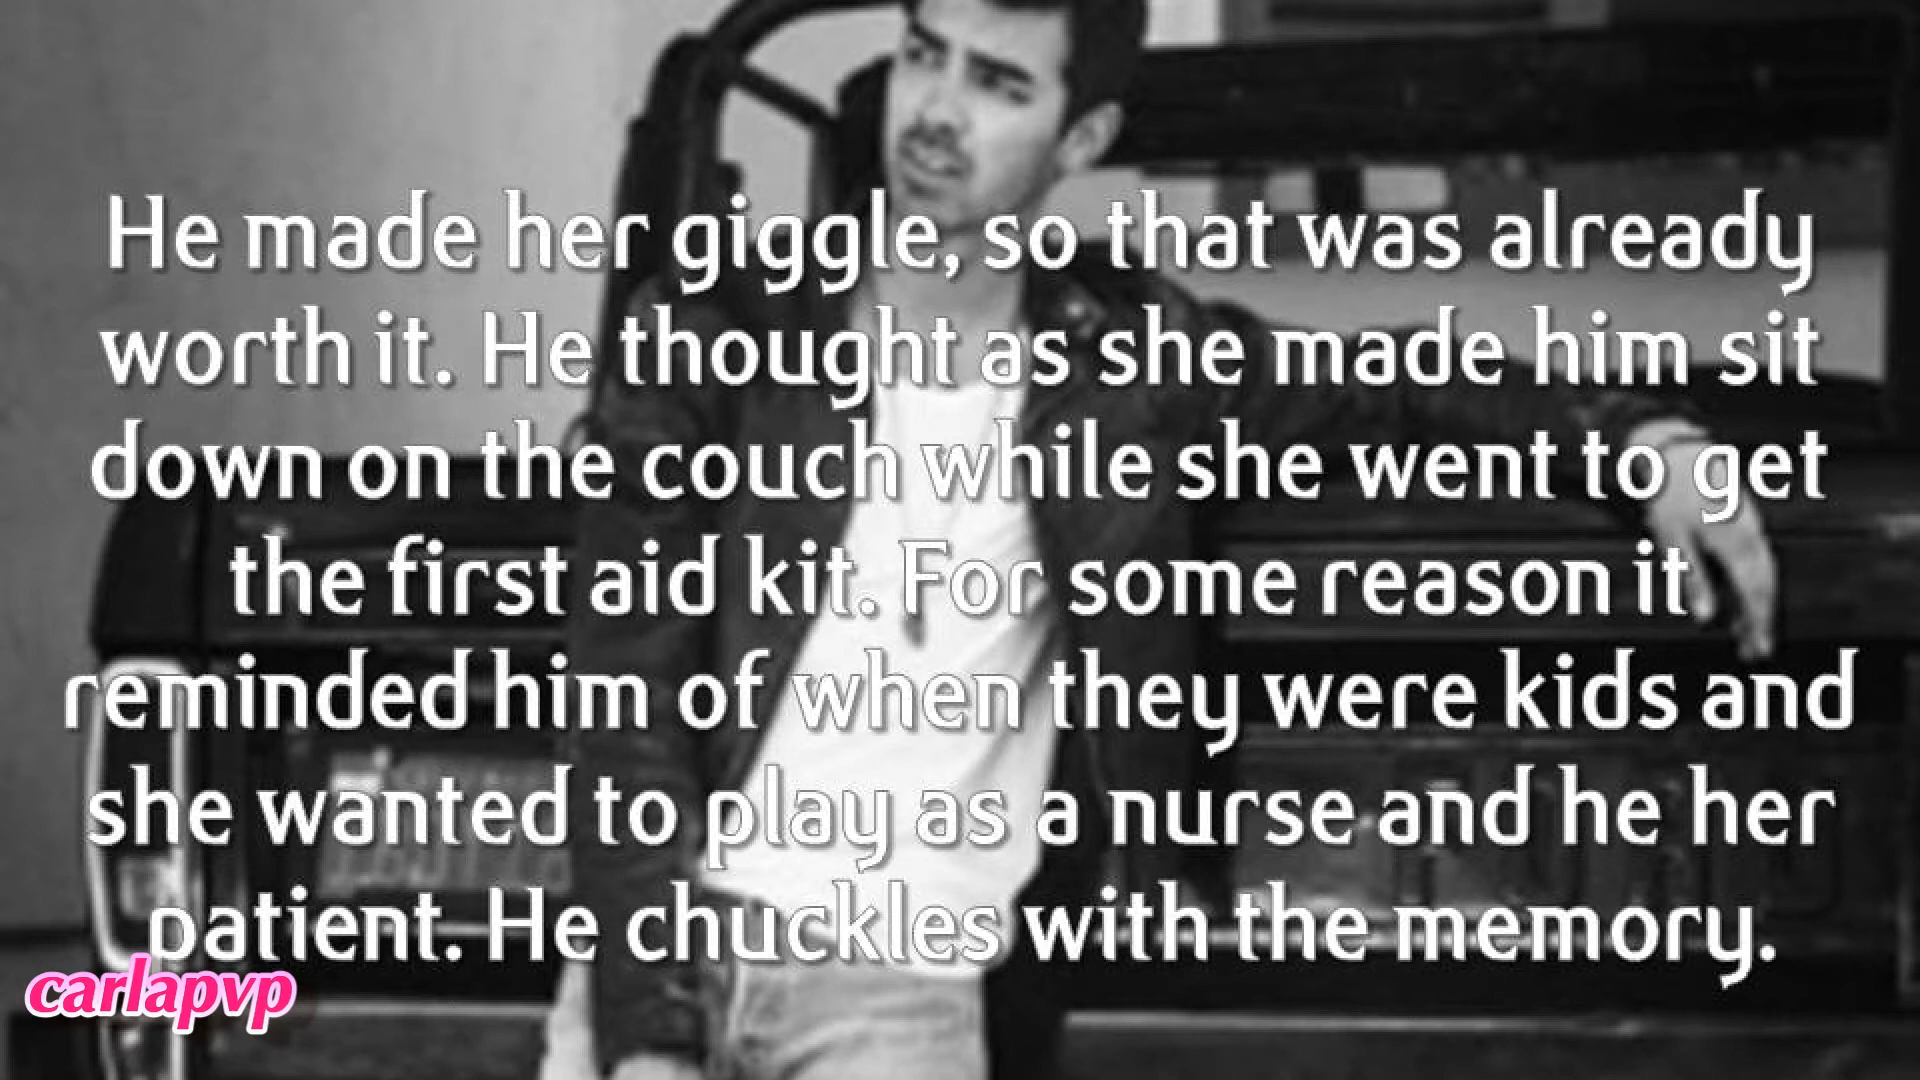 He made her giggle, so that was already
worth it. He thought as she made him sit
down on the couch while she went to get
the first aid kit. For some reason it
reminded him of when they were kids and
she wanted to play as a nurse and he her
patient. He chuckles with the memory.
carlapvp